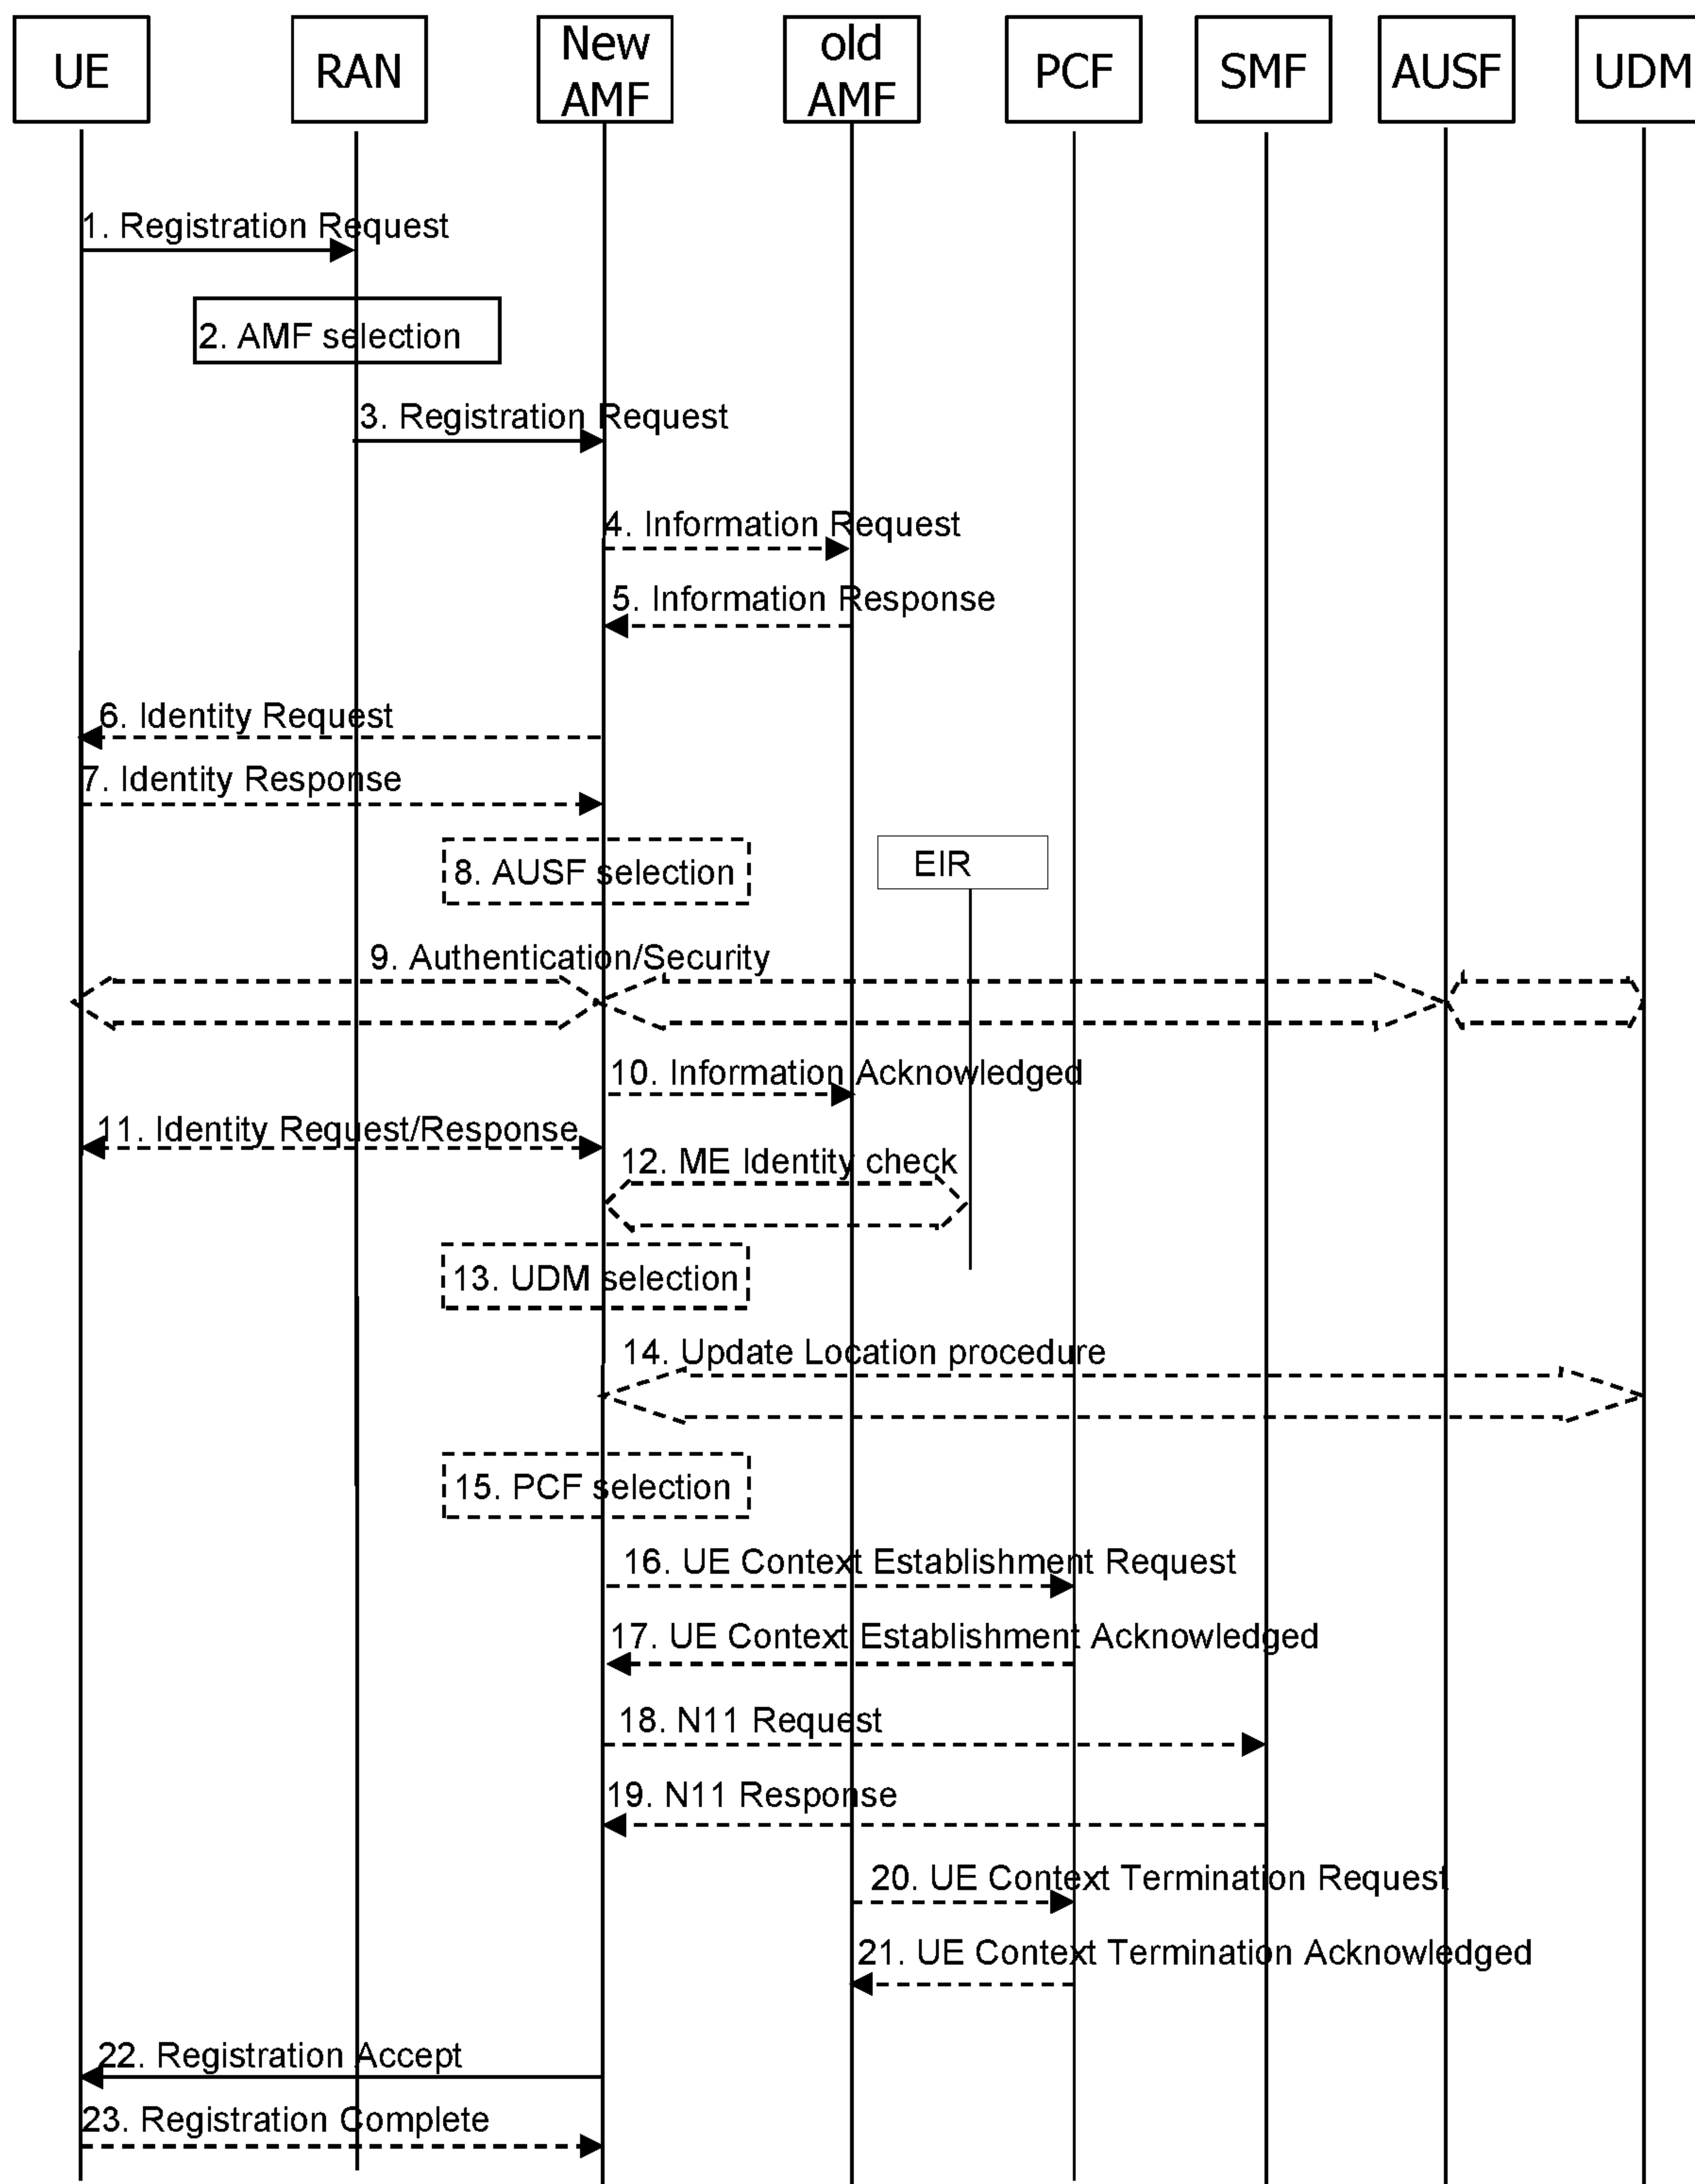 UE
RAN
New
AMF
old
AMF
PCF
SMF
AUSF
UDM
1. Registration Request
2. AMF selection
3. Registration Request
4. Information Request
5. Information Response
6. Identity Request
7. Identity Response
8. AUSF selection
EIR
9. Authentication/Security
10. Information Acknowledged
11. Identity Request/Response
12. ME Identity check
13. UDM selection
14. Update Location procedure
15. PCF selection
16. UE Context Establishment Request
17. UE Context Establishment Acknowledged
18. N11 Request
19. N11 Response
20. UE Context Termination Request
21. UE Context Termination Acknowledged
22. Registration Accept
23. Registration Complete